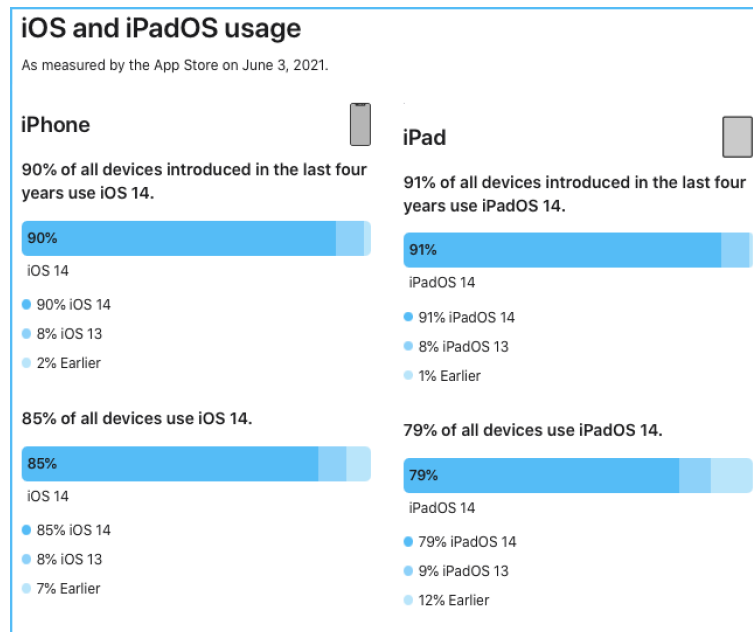 iOS and iPadOS usage
As measured by the App Store on June 3, 2021.
iPhone
90% of all devices introduced in the last four
years use iOS 14.
90%
iOS 14
90% iOS 14
8% iOS 13
2% Earlier
85% of all devices use iOS 14.
85%
iOS 14
85% iOS 14
8% iOS 13
7% Earlier
iPad
91% of all devices introduced in the last four
years use iPadOS 14.
91%
iPadOS 14
91% iPadOS 14
8% iPadOS 13
1% Earlier
79% of all devices use iPadOS 14.
79%
iPadOS 14
79% iPadOS 14
9% iPadOS 13
12% Earlier